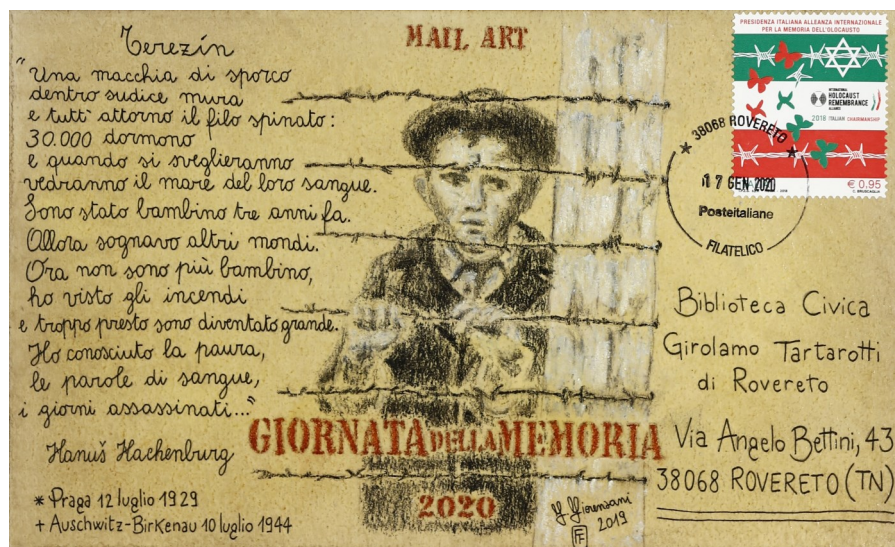 Terezín
"Una macchia di sporco
dentro sudice mura
e tutt' attorno il filo spinato:
30.000 dormono
e quando si sveglieranno
vedranno il mare del loro sangue.
Sono stato bambino tre anni fa.
Allora sognavo altri mondi.
Ora non sono più bambino,
ho visto gli incendi
e troppo presto sono diventato grande.
Ho conosciuto la paura,
le parole di sangue,
i giorni assassinati..."
Hanuš Hachenburg
* Praga 12 luglio 1929
+ Auschwitz-Birkenau 10 luglio 1944
MAIL ART
GIORNATA DELLA MEMORIA
2020
2019
PRESIDENZA ITALIANA ALLEANZA INTERNAZIONALE
PER LA MEMORIA DELL'OLOCAUSTO
INTERNATIONAL
HOLOCAUST
REMEMBRANCE
ALLIANCE
2018 ITALIAN CHAIRMANSHIP
€ 0.95
* 38068 ROVERETO *
17 GEN 2020
Posteitaliane
FILATELICO
Biblioteca Civica
Girolamo Tartarotti
di Rovereto
Via Angelo Bettini, 43
38068 ROVERETO (TN)